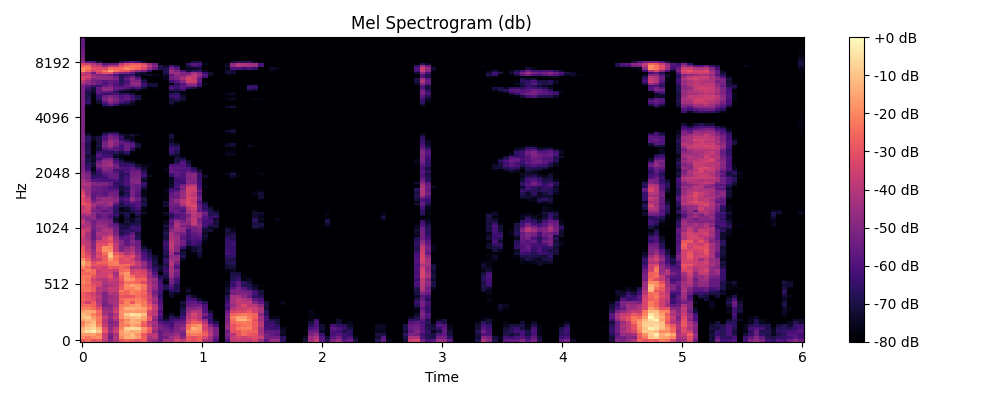 Mel Spectrogram (db)
8192
4096
2048
1024
512
0
Hz
0 1 2 3 4 5 6
Time
+0 dB
-10 dB
-20 dB
-30 dB
-40 dB
-50 dB
-60 dB
-70 dB
-80 dB